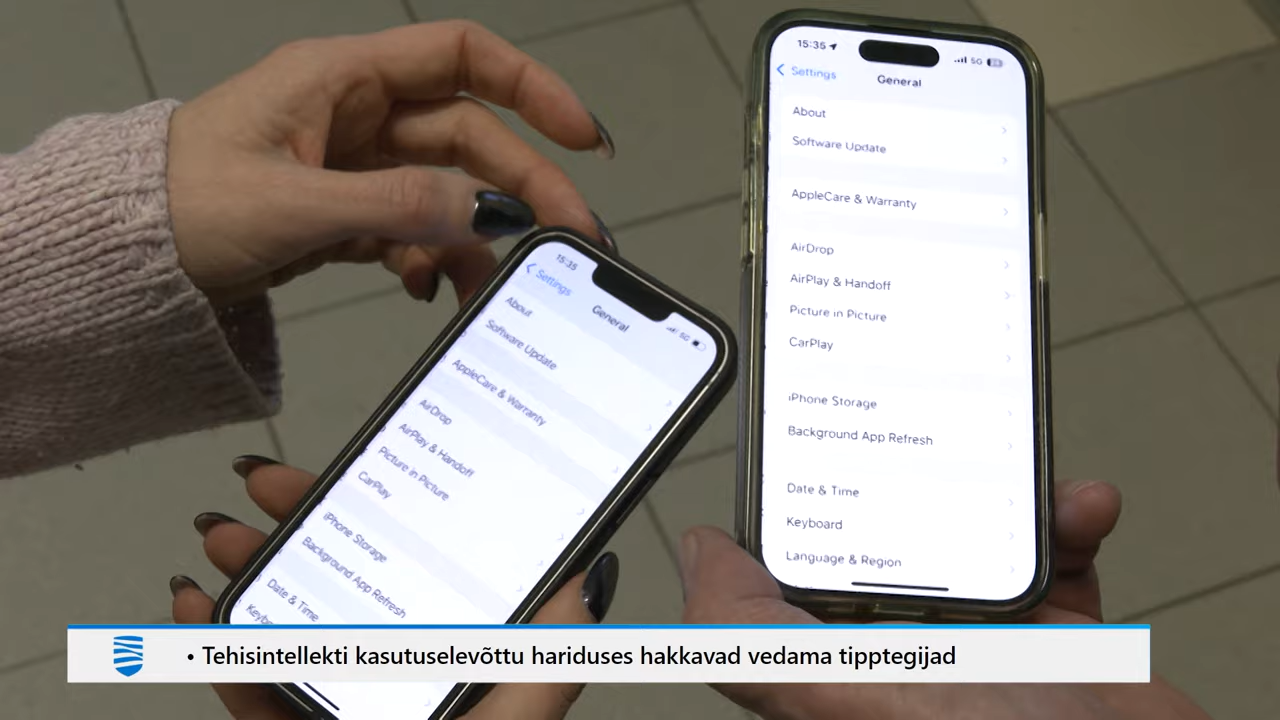 15:35
Settings
General
5G
About
Software Update
AppleCare & Warranty
AirDrop
AirPlay & Handoff
Picture in Picture
CarPlay
iPhone Storage
Background App Refresh
Date & Time
15:35
5G
Settings
General
About
Software Update
AppleCare & Warranty
AirDrop
AirPlay & Handoff
Picture in Picture
CarPlay
iPhone Storage
Background App Refresh
Date & Time
Keyboard
Language & Region
• Tehisintellekti kasutuselevõttu hariduses hakkavad vedama tipptegijad